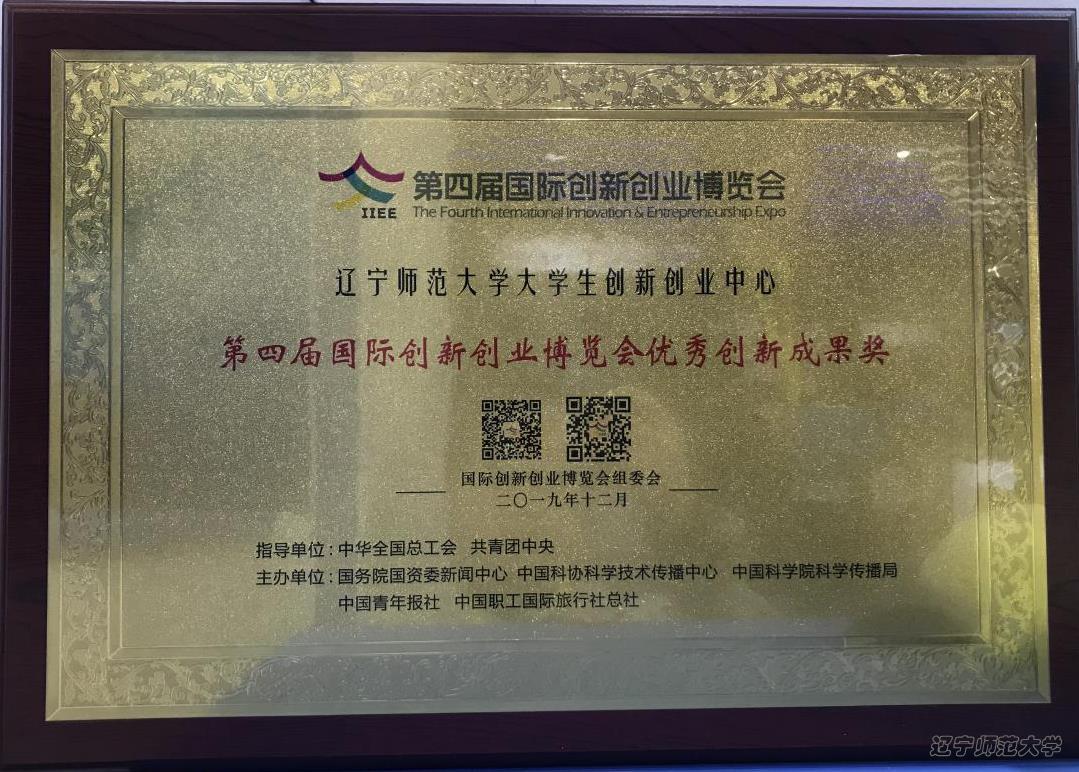 第四届国际创新创业博览会
IIEE
The Fourth International Innovation & Entrepreneurship Expo
辽宁师范大学大学生创新创业中心
第四届国际创新创业博览会优秀创新成果奖
国际创新创业博览会组委会
二〇一九年十二月
指导单位:中华全国总工会 共青团中央
主办单位:国务院国资委新闻中心 中国科协科学技术传播中心 中国科学院科学传播局
中国青年报社 中国职工国际旅行社总社
辽宁师范大学